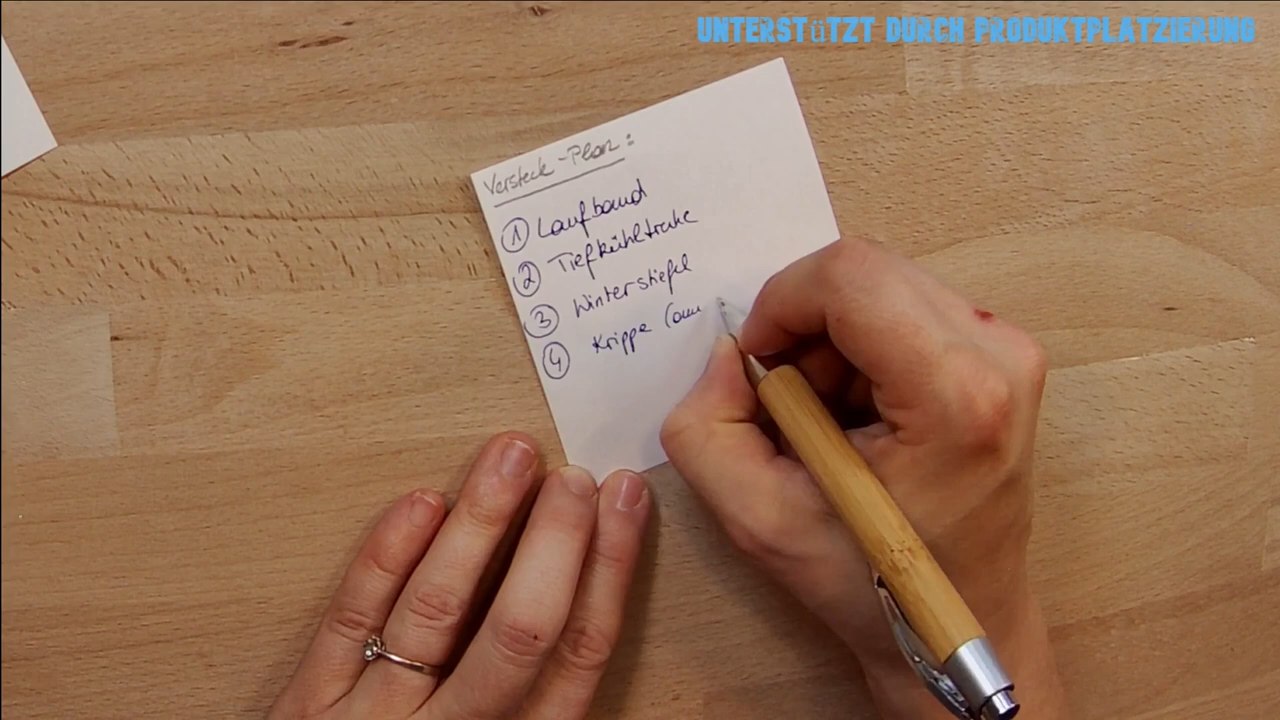 UNTERSTüTZT DURCH PRODUKTPLATZIERUNG
Versteck-Plan:
① Laufband
② Tiefkühltruhe
③ Winterstiefel
④ Krippe